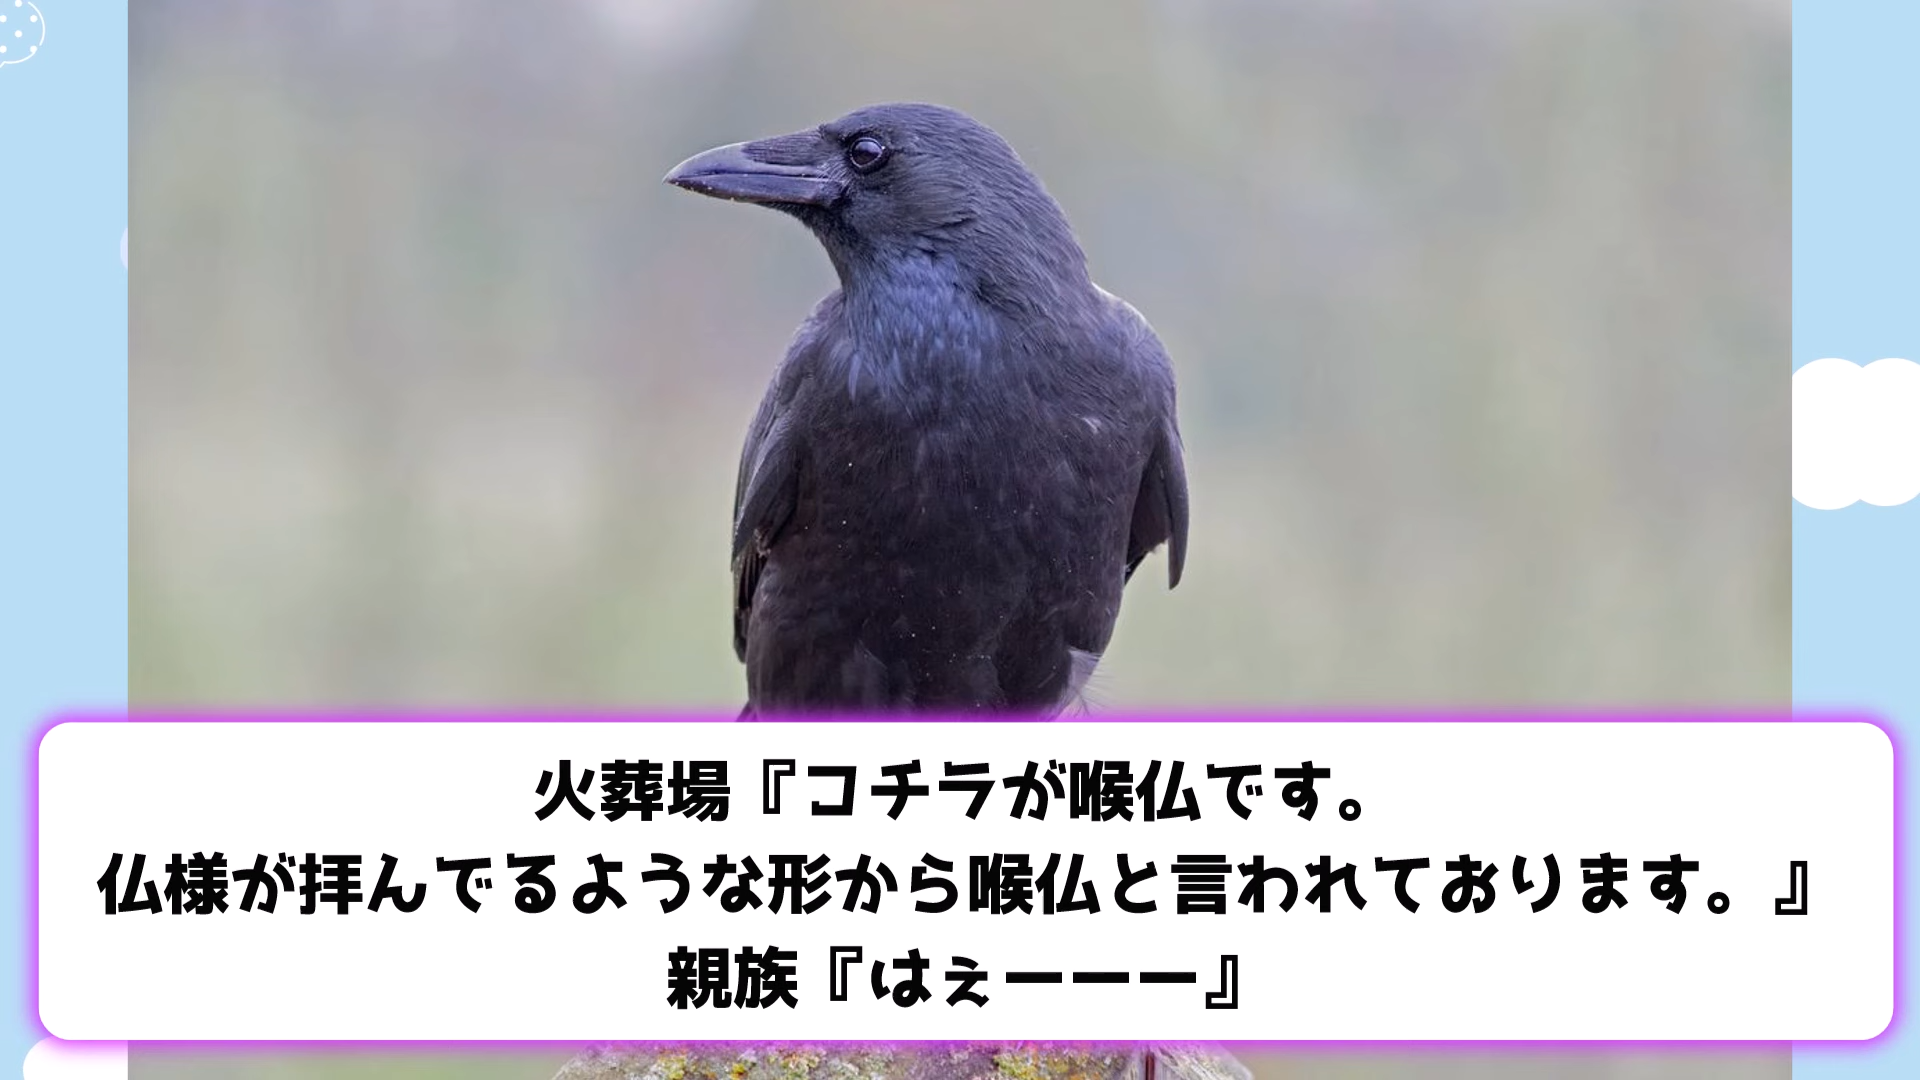 火葬場『コチラが喉仏です。
仏様が拝んでるような形から喉仏と言われております。』
親族『はぇーーー』